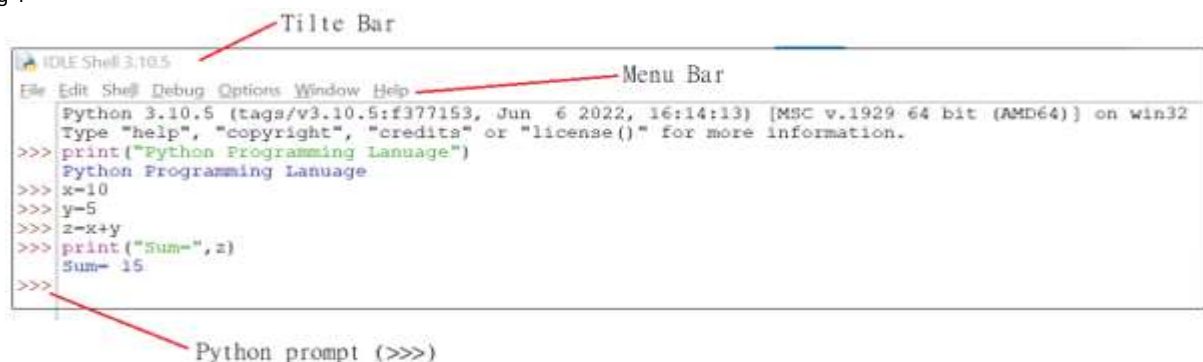 Tilte Bar
IDLE Shell 3.10.5
Menu Bar
File Edit Shell Debug Options Window Help
Python 3.10.5 (tags/v3.10.5:f377153, Jun 6 2022, 16:14:13) [MSC v.1929 64 bit (AMD64)] on win32
Type "help", "copyright", "credits" or "license()" for more information.
>>> print("Python Programming Lanuage")
Python Programming Lanuage
>>> x=10
>>> y=5
>>> z=x+y
>>> print("Sum=",z)
Sum= 15
>>>
Python prompt (>>>)